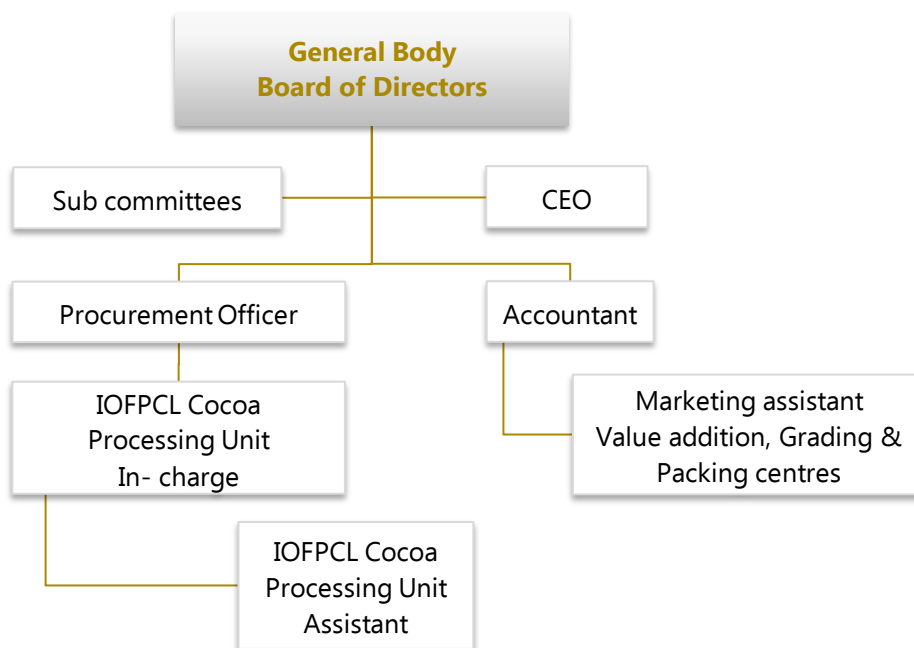 General Body
Board of Directors
Sub committees
CEO
Procurement Officer
Accountant
IOFPCL Cocoa
Processing Unit
In- charge
Marketing assistant
Value addition, Grading &
Packing centres
IOFPCL Cocoa
Processing Unit
Assistant